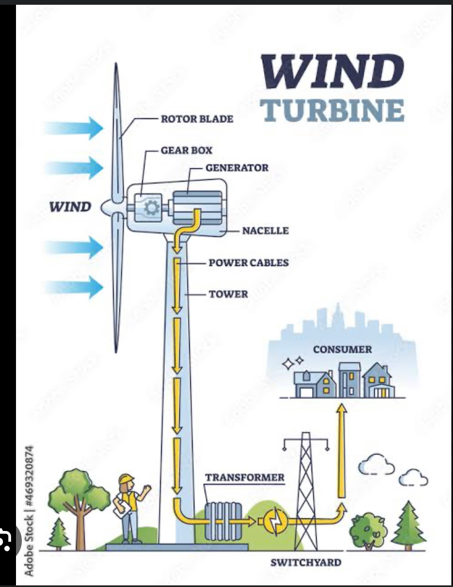 WIND
TURBINE
ROTOR BLADE
GEAR BOX
GENERATOR
WIND
NACELLE
POWER CABLES
TOWER
CONSUMER
TRANSFORMER
SWITCHYARD
Adobe Stock | #469320874